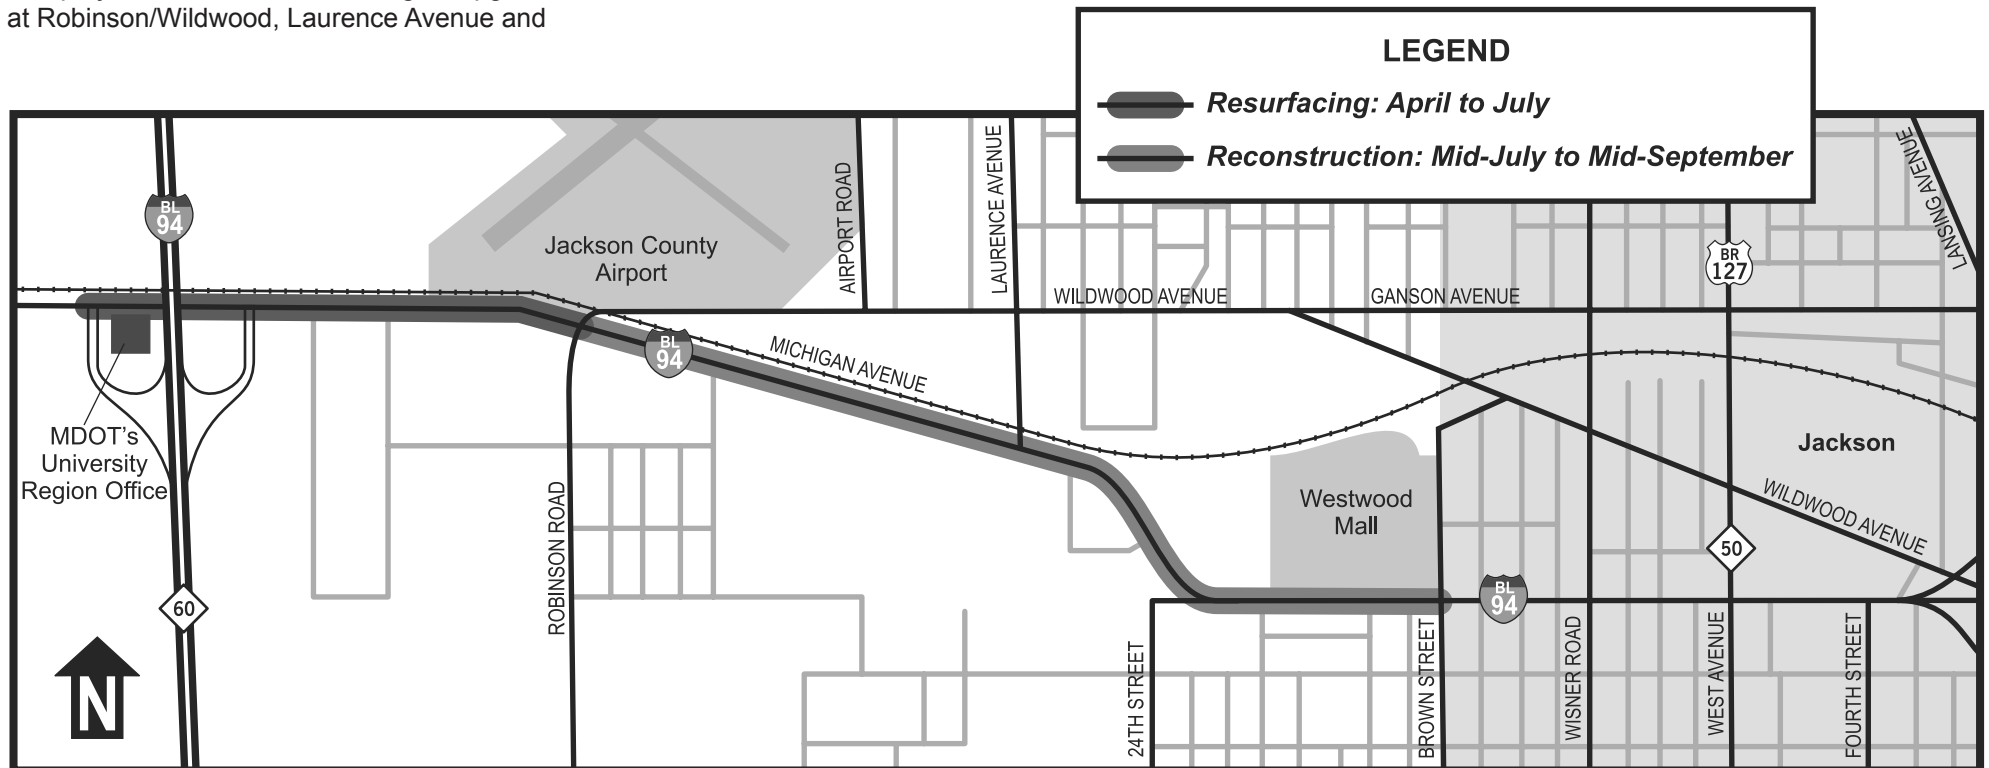 at Robinson/Wildwood, Laurence Avenue and
LEGEND
Resurfacing: April to July
Reconstruction: Mid-July to Mid-September
BL
94
Jackson County
Airport
AIRPORT ROAD
LAURENCE AVENUE
LANSING AVENUE
BR
127
WILDWOOD AVENUE
GANSON AVENUE
BL
94
MICHIGAN AVENUE
MDOT's
University
Region Office
Jackson
Westwood
Mall
WILDWOOD AVENUE
ROBINSON ROAD
50
60
BL
94
24TH STREET
BROWN STREET
WISNER ROAD
WEST AVENUE
FOURTH STREET
N